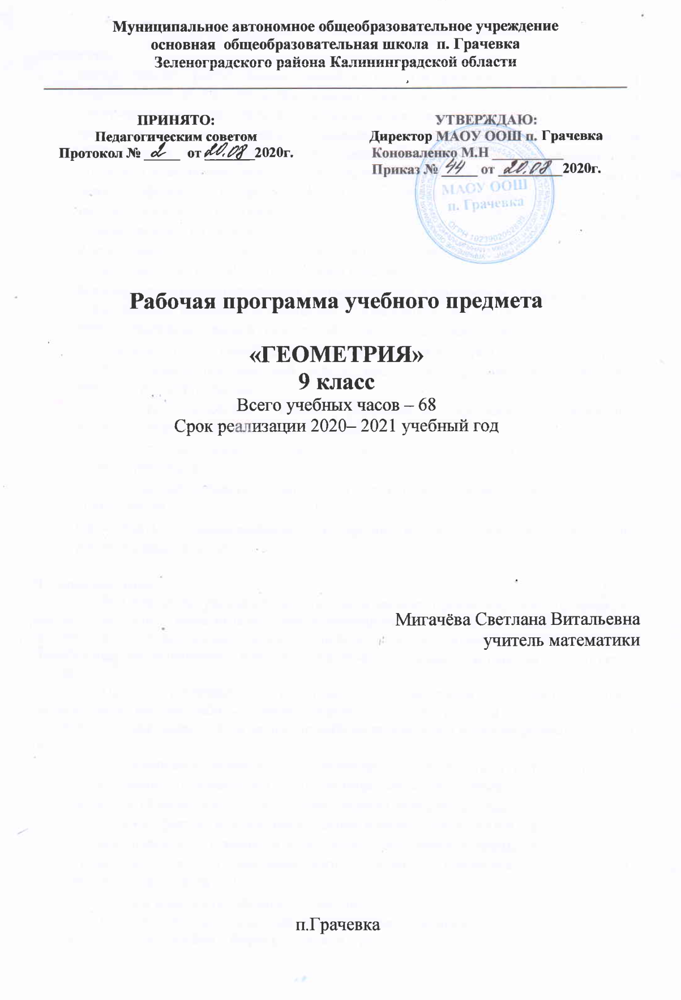 Муниципальное автономное общеобразовательное учреждение
основная общеобразовательная школа п. Грачевка
Зеленоградского района Калининградской области
ПРИНЯТО:
Педагогическим советом
Протокол № 2 от 20.08 2020г.
УТВЕРЖДАЮ:
Директор МАОУ ООШ п. Грачевка
Коноваленко М.Н
Приказ № 44 от 20.08 2020г.
МАОУ ООШ
п. Грачевка
ОГРН 1023902052899
Рабочая программа учебного предмета
«ГЕОМЕТРИЯ»
9 класс
Всего учебных часов – 68
Срок реализации 2020– 2021 учебный год
Мигачёва Светлана Витальевна
учитель математики
п.Грачевка